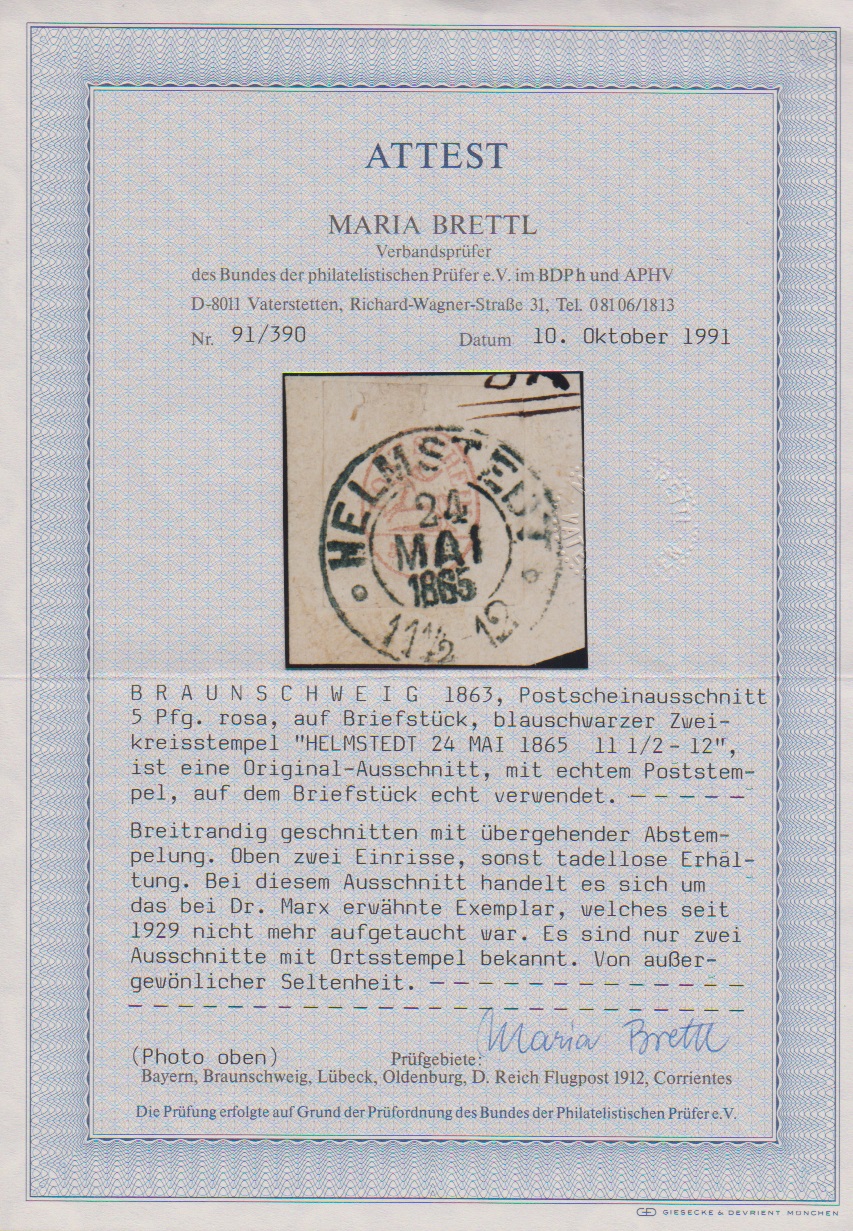 ATTEST
MARIA BRETTL
Verbandsprüfer
des Bundes der philatelistischen Prüfer e.V. im BDPh und APHV
D-8011 Vaterstetten, Richard-Wagner-Straße 31, Tel. 08106/1813
Nr. 91/390 Datum 10. Oktober 1991
HELMSTEDT
24
MAI
1865
11 1/2-12
B R A U N S C H W E I G 1863, Postscheinausschnitt
5 Pfg. rosa, auf Briefstück, blauschwarzer Zwei-
kreisstempel "HELMSTEDT 24 MAI 1865 11 1/2 - 12",
ist eine Original-Ausschnitt, mit echtem Poststem-
pel, auf dem Briefstück echt verwendet. — — — — —
Breitrandig geschnitten mit übergehender Abstem-
pelung. Oben zwei Einrisse, sonst tadellose Erhal-
tung. Bei diesem Ausschnitt handelt es sich um
das bei Dr. Marx erwähnte Exemplar, welches seit
1929 nicht mehr aufgetaucht war. Es sind nur zwei
Ausschnitte mit Ortsstempel bekannt. Von außer-
gewönlicher Seltenheit. — — — — — — — — — — — — —
Maria Brettl
(Photo oben) Prüfgebiete:
Bayern, Braunschweig, Lübeck, Oldenburg, D. Reich Flugpost 1912, Corrientes
Die Prüfung erfolgte auf Grund der Prüfordnung des Bundes der Philatelistischen Prüfer e.V.
GIESECKE & DEVRIENT MÜNCHEN